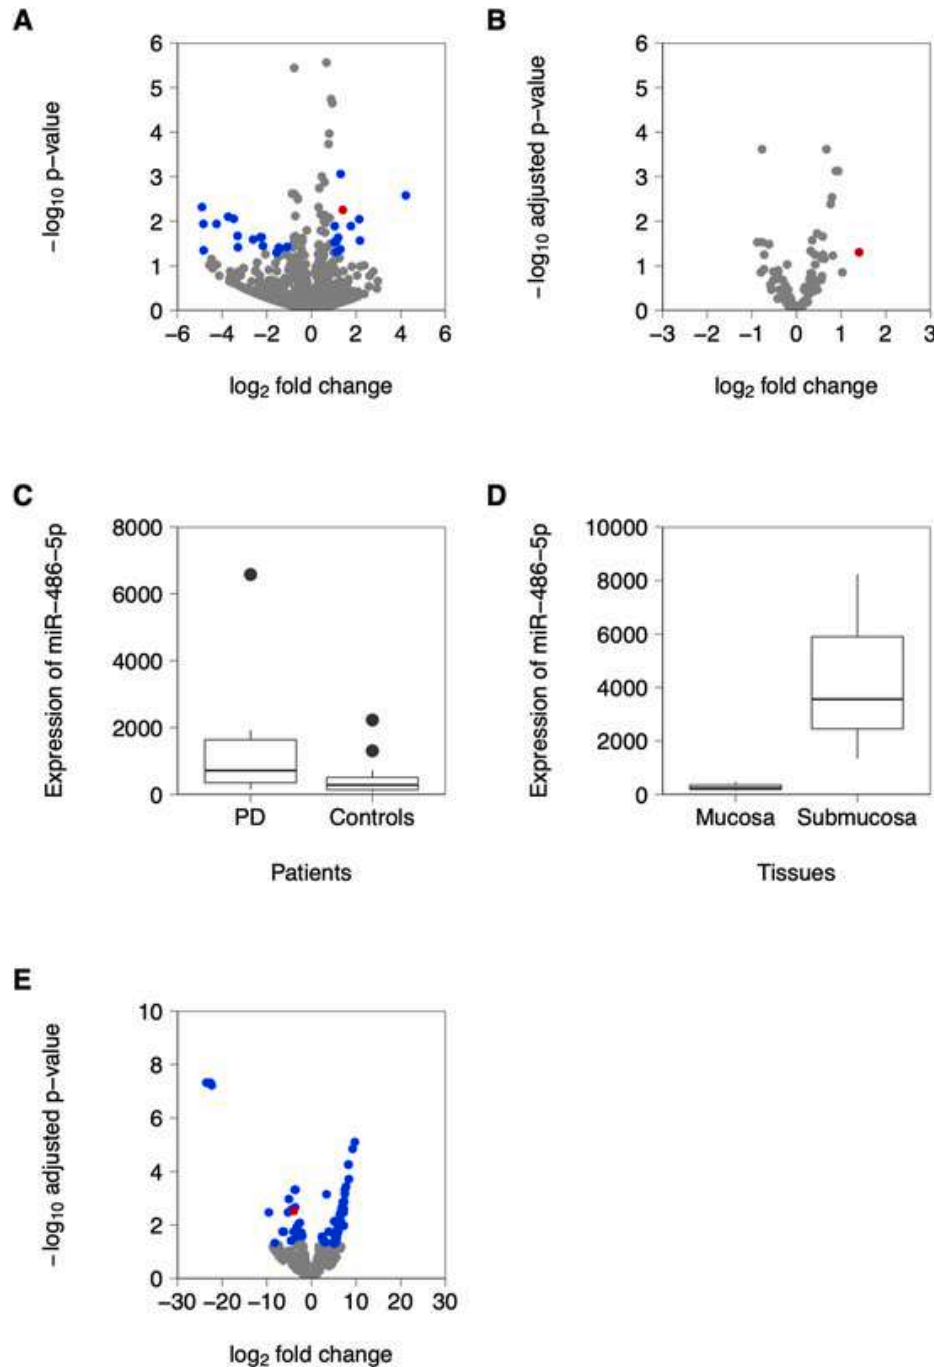 A
−log10 p−value
6
5
4
3
2
1
0
−6 −4 −2 0 2 4 6
log2 fold change
B
−log10 adjusted p−value
6
5
4
3
2
1
0
−3 −2 −1 0 1 2 3
log2 fold change
C
Expression of miR−486−5p
8000
6000
4000
2000
0
PD Controls
Patients
D
Expression of miR−486−5p
10000
8000
6000
4000
2000
0
Mucosa Submucosa
Tissues
E
−log10 adjusted p−value
10
8
6
4
2
0
−30 −20 −10 0 10 20 30
log2 fold change